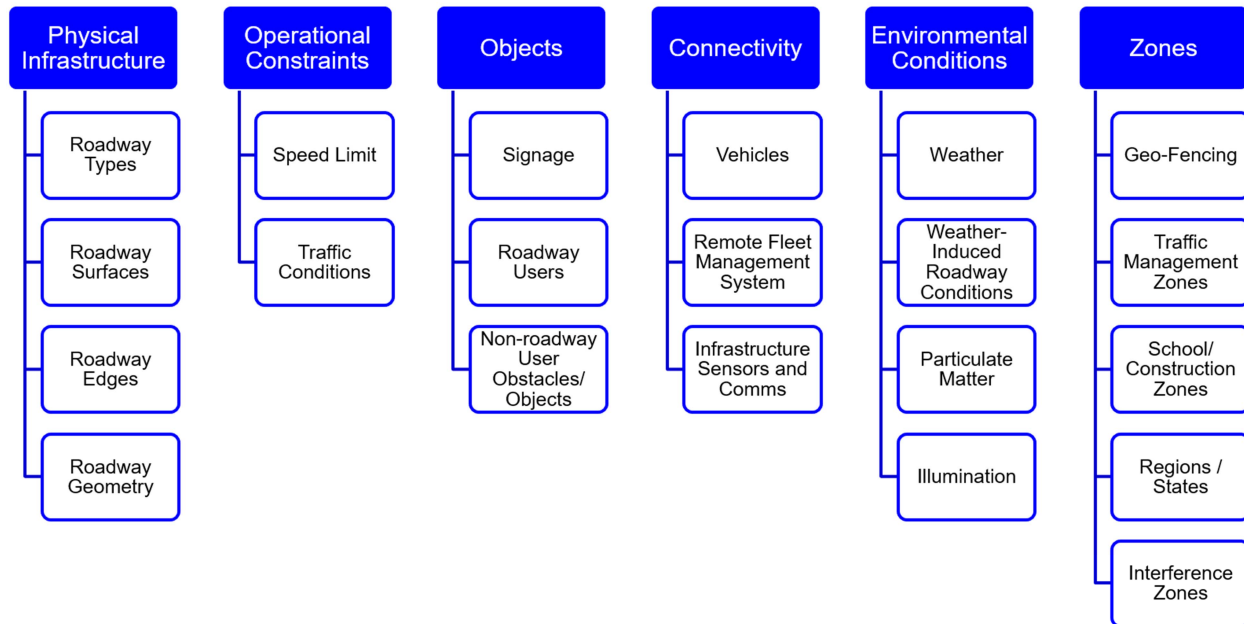 Physical
Infrastructure
Roadway
Types
Roadway
Surfaces
Roadway
Edges
Roadway
Geometry
Operational
Constraints
Speed Limit
Traffic
Conditions
Objects
Signage
Roadway
Users
Non-roadway
User
Obstacles/
Objects
Connectivity
Vehicles
Remote Fleet
Management
System
Infrastructure
Sensors and
Comms
Environmental
Conditions
Weather
Weather-
Induced
Roadway
Conditions
Particulate
Matter
Illumination
Zones
Geo-Fencing
Traffic
Management
Zones
School/
Construction
Zones
Regions /
States
Interference
Zones